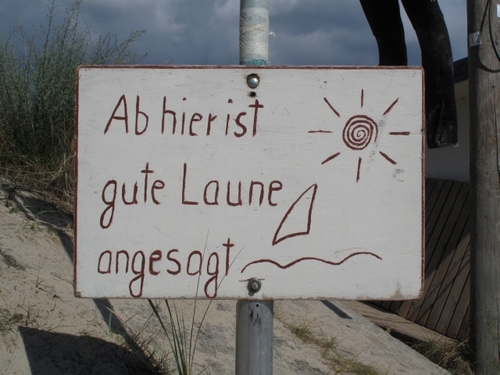 Ab hier ist
gute Laune
angesagt